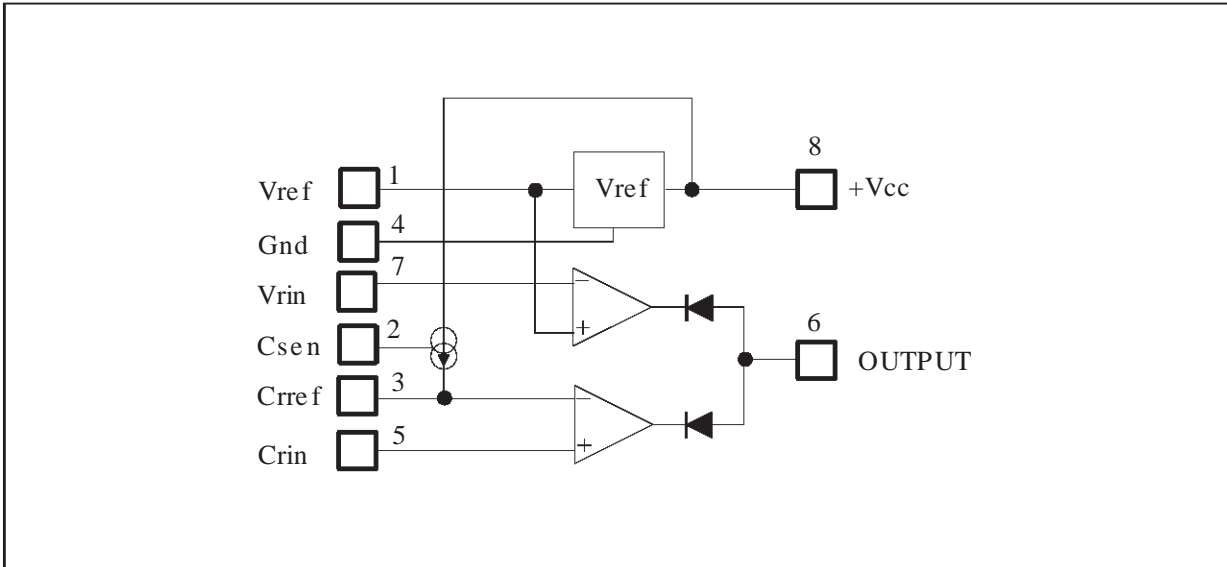 8
Vref 1 Vref +Vcc
Gnd 4
Vrin 7 −
+ 6
Csen 2 OUTPUT
Crref 3 −
Crin 5 +